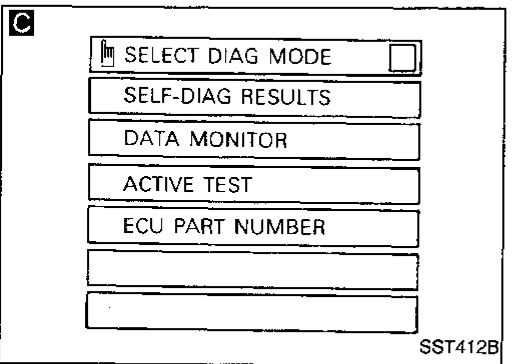 C
SELECT DIAG MODE
SELF-DIAG RESULTS
DATA MONITOR
ACTIVE TEST
ECU PART NUMBER
SST412B